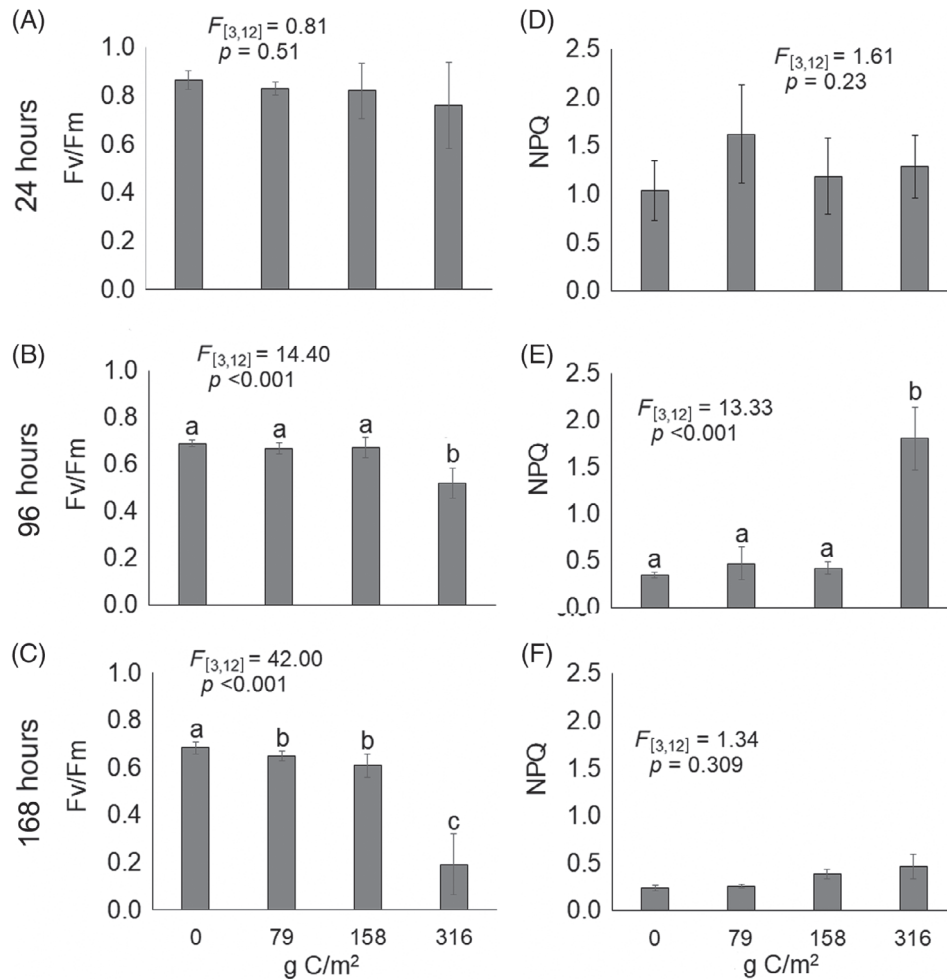 (A)
F[3,12] = 0.81
p = 0.51
24 hours
Fv/Fm
1.0
0.8
0.6
0.4
0.2
0.0
(D)
F[3,12] = 1.61
p = 0.23
NPQ
2.5
2.0
1.5
1.0
0.5
0.0
(B)
F[3,12] = 14.40
p <0.001
96 hours
Fv/Fm
1.0
0.8
0.6
0.4
0.2
0.0
a a a b
(E)
F[3,12] = 13.33
p <0.001
NPQ
2.5
2.0
1.5
1.0
0.5
0.0
a a a b
(C)
F[3,12] = 42.00
p <0.001
168 hours
Fv/Fm
1.0
0.8
0.6
0.4
0.2
0.0
a b b c
0 79 158 316
g C/m²
(F)
F[3,12] = 1.34
p = 0.309
NPQ
2.5
2.0
1.5
1.0
0.5
0.0
0 79 158 316
g C/m²